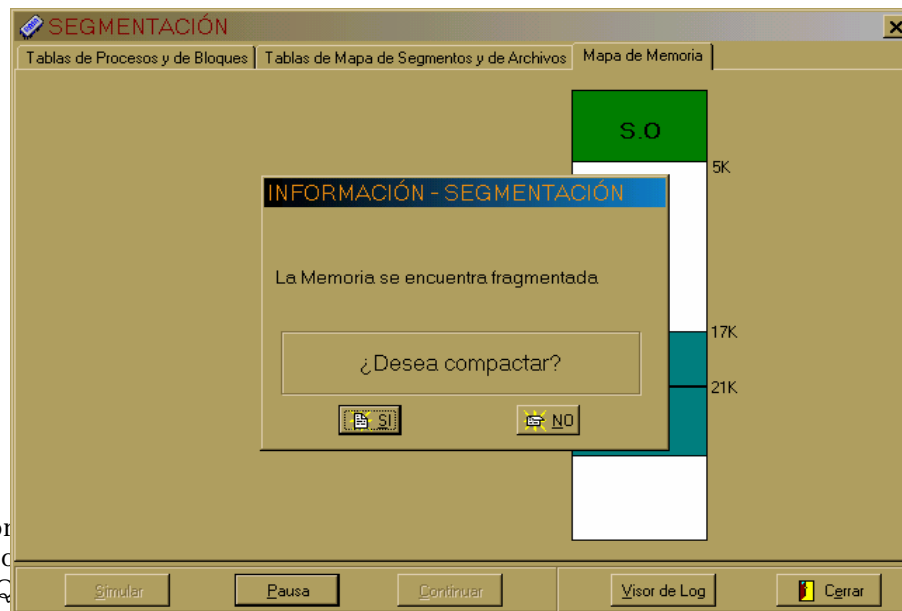 SEGMENTACIÓN
Tablas de Procesos y de Bloques
Tablas de Mapa de Segmentos y de Archivos
Mapa de Memoria
S.O
5K
INFORMACIÓN - SEGMENTACIÓN
La Memoria se encuentra fragmentada
¿Desea compactar?
SI
NO
17K
21K
Simular
Pausa
Continuar
Visor de Log
Cerrar